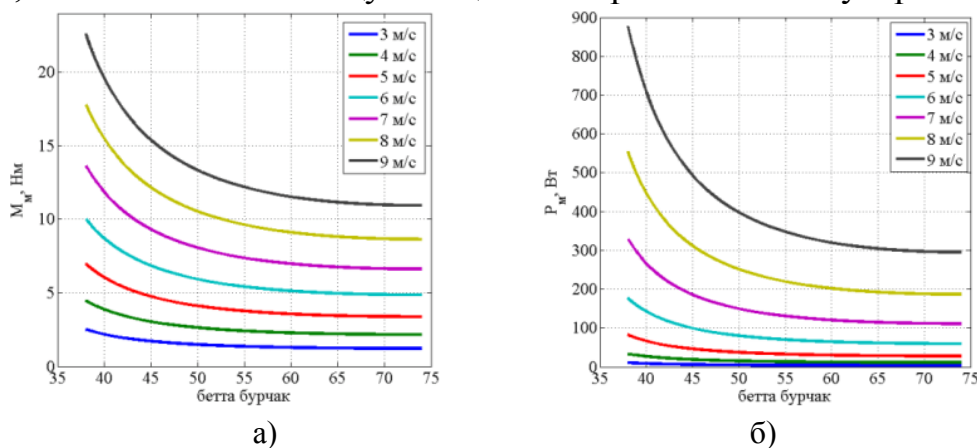 3 м/с
4 м/с
5 м/с
6 м/с
7 м/с
8 м/с
9 м/с
20
15
10
5
0
35 40 45 50 55 60 65 70 75
М_м, Нм
бетта бурчак
а)
3 м/с
4 м/с
5 м/с
6 м/с
7 м/с
8 м/с
9 м/с
900
800
700
600
500
400
300
200
100
0
35 40 45 50 55 60 65 70 75
Р_м, Вт
бетта бурчак
б)